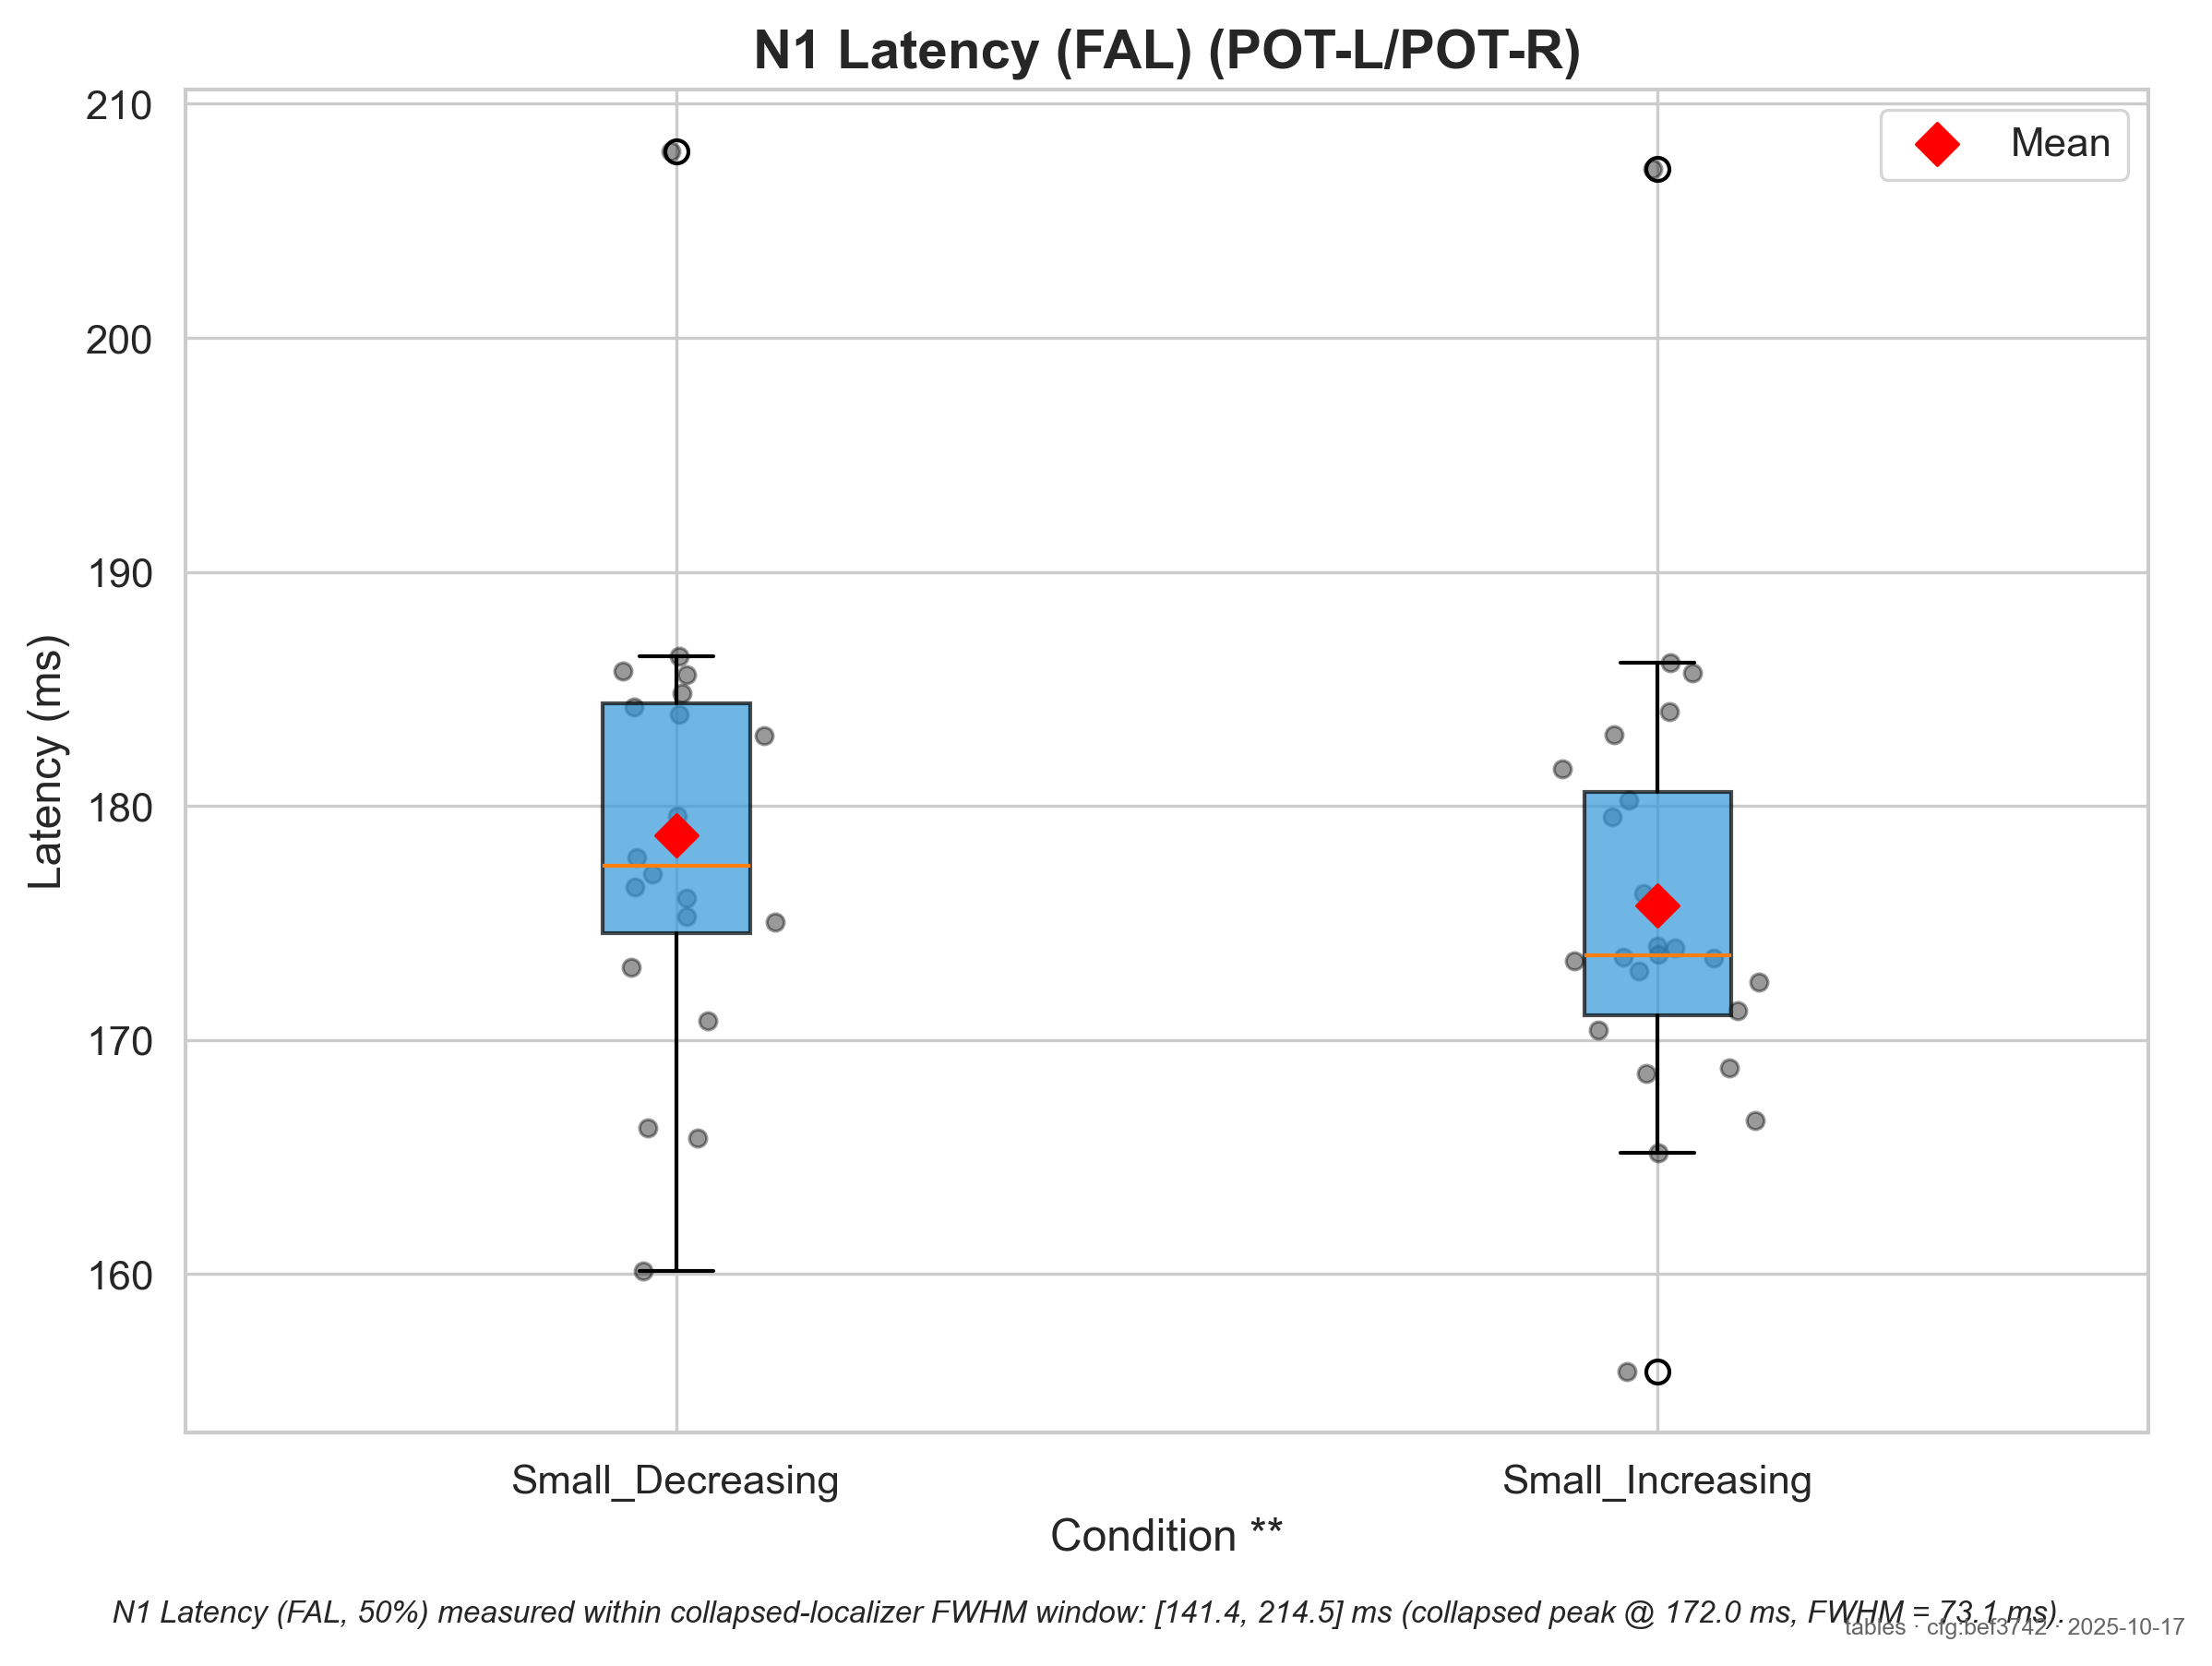 N1 Latency (FAL) (POT-L/POT-R)
210
200
190
180
170
160
Latency (ms)
Mean
Small_Decreasing
Small_Increasing
Condition **
N1 Latency (FAL, 50%) measured within collapsed-localizer FWHM window: [141.4, 214.5] ms (collapsed peak @ 172.0 ms, FWHM = 73.1 ms).
tables · cfg:bef3742 · 2025-10-17